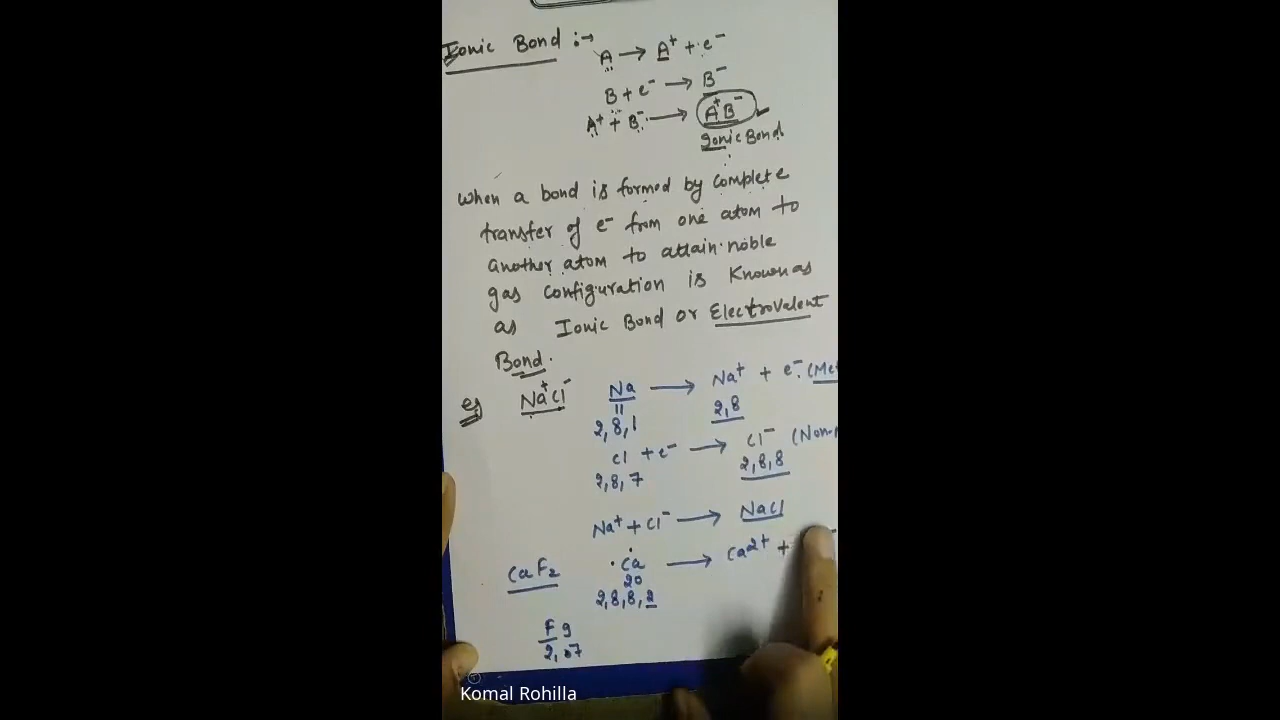 Ionic Bond :→
A → A⁺ + e⁻
B + e⁻ → B⁻
A⁺ + B⁻ → A⁺B⁻
Ionic Bond
When a bond is formed by complete
transfer of e⁻ from one atom to
another atom to attain noble
gas configuration is known as
as Ionic Bond or Electrovalent
Bond.
eg Na⁺Cl⁻ Na → Na⁺ + e⁻ (Met
2,8,1 2,8
Cl + e⁻ → Cl⁻ (Non-
2,8,7 2,8,8
Na⁺ + Cl⁻ → NaCl
CaF₂ Ca → Ca²⁺ +
20
2,8,8,2
F 9
2, 7
Komal Rohilla